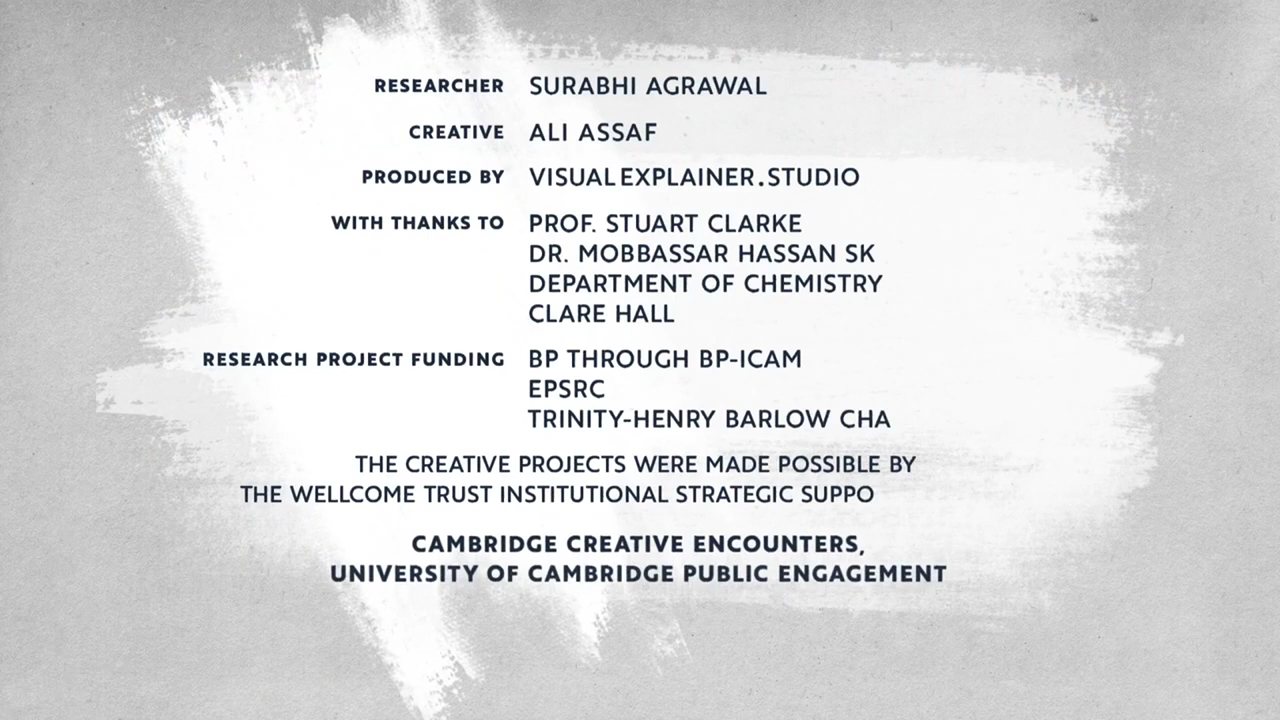 RESEARCHER SURABHI AGRAWAL
CREATIVE ALI ASSAF
PRODUCED BY VISUAL EXPLAINER.STUDIO
WITH THANKS TO PROF. STUART CLARKE
DR. MOBBASSAR HASSAN SK
DEPARTMENT OF CHEMISTRY
CLARE HALL
RESEARCH PROJECT FUNDING BP THROUGH BP-ICAM
EPSRC
TRINITY-HENRY BARLOW CHA
THE CREATIVE PROJECTS WERE MADE POSSIBLE BY
THE WELLCOME TRUST INSTITUTIONAL STRATEGIC SUPPO
CAMBRIDGE CREATIVE ENCOUNTERS,
UNIVERSITY OF CAMBRIDGE PUBLIC ENGAGEMENT